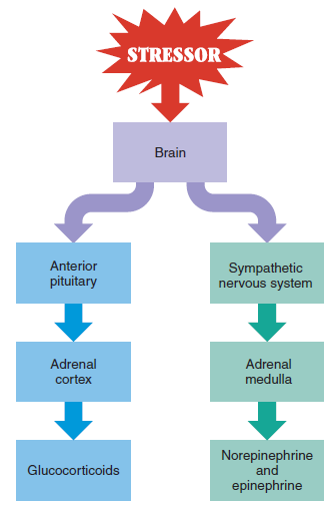 STRESSOR
Brain
Anterior
pituitary
Sympathetic
nervous system
Adrenal
cortex
Adrenal
medulla
Glucocorticoids
Norepinephrine
and
epinephrine